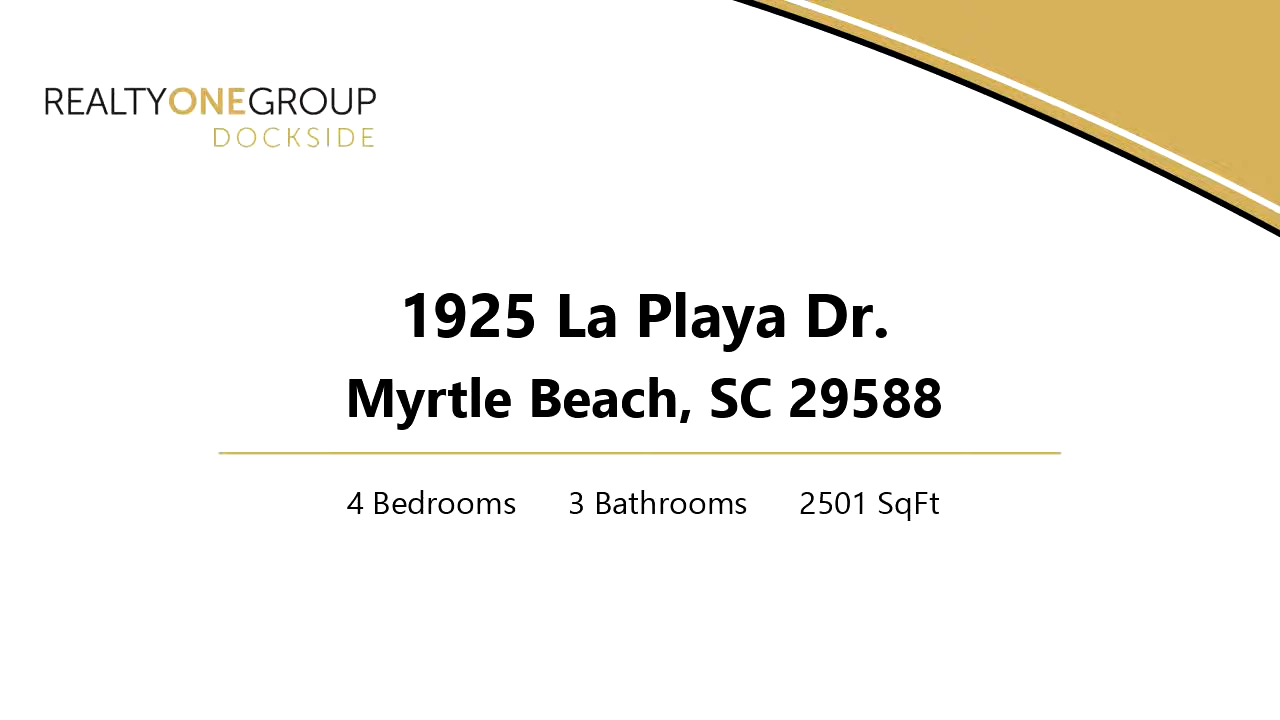 REALTYONEGROUP
DOCKSIDE
1925 La Playa Dr.
Myrtle Beach, SC 29588
4 Bedrooms 3 Bathrooms 2501 SqFt